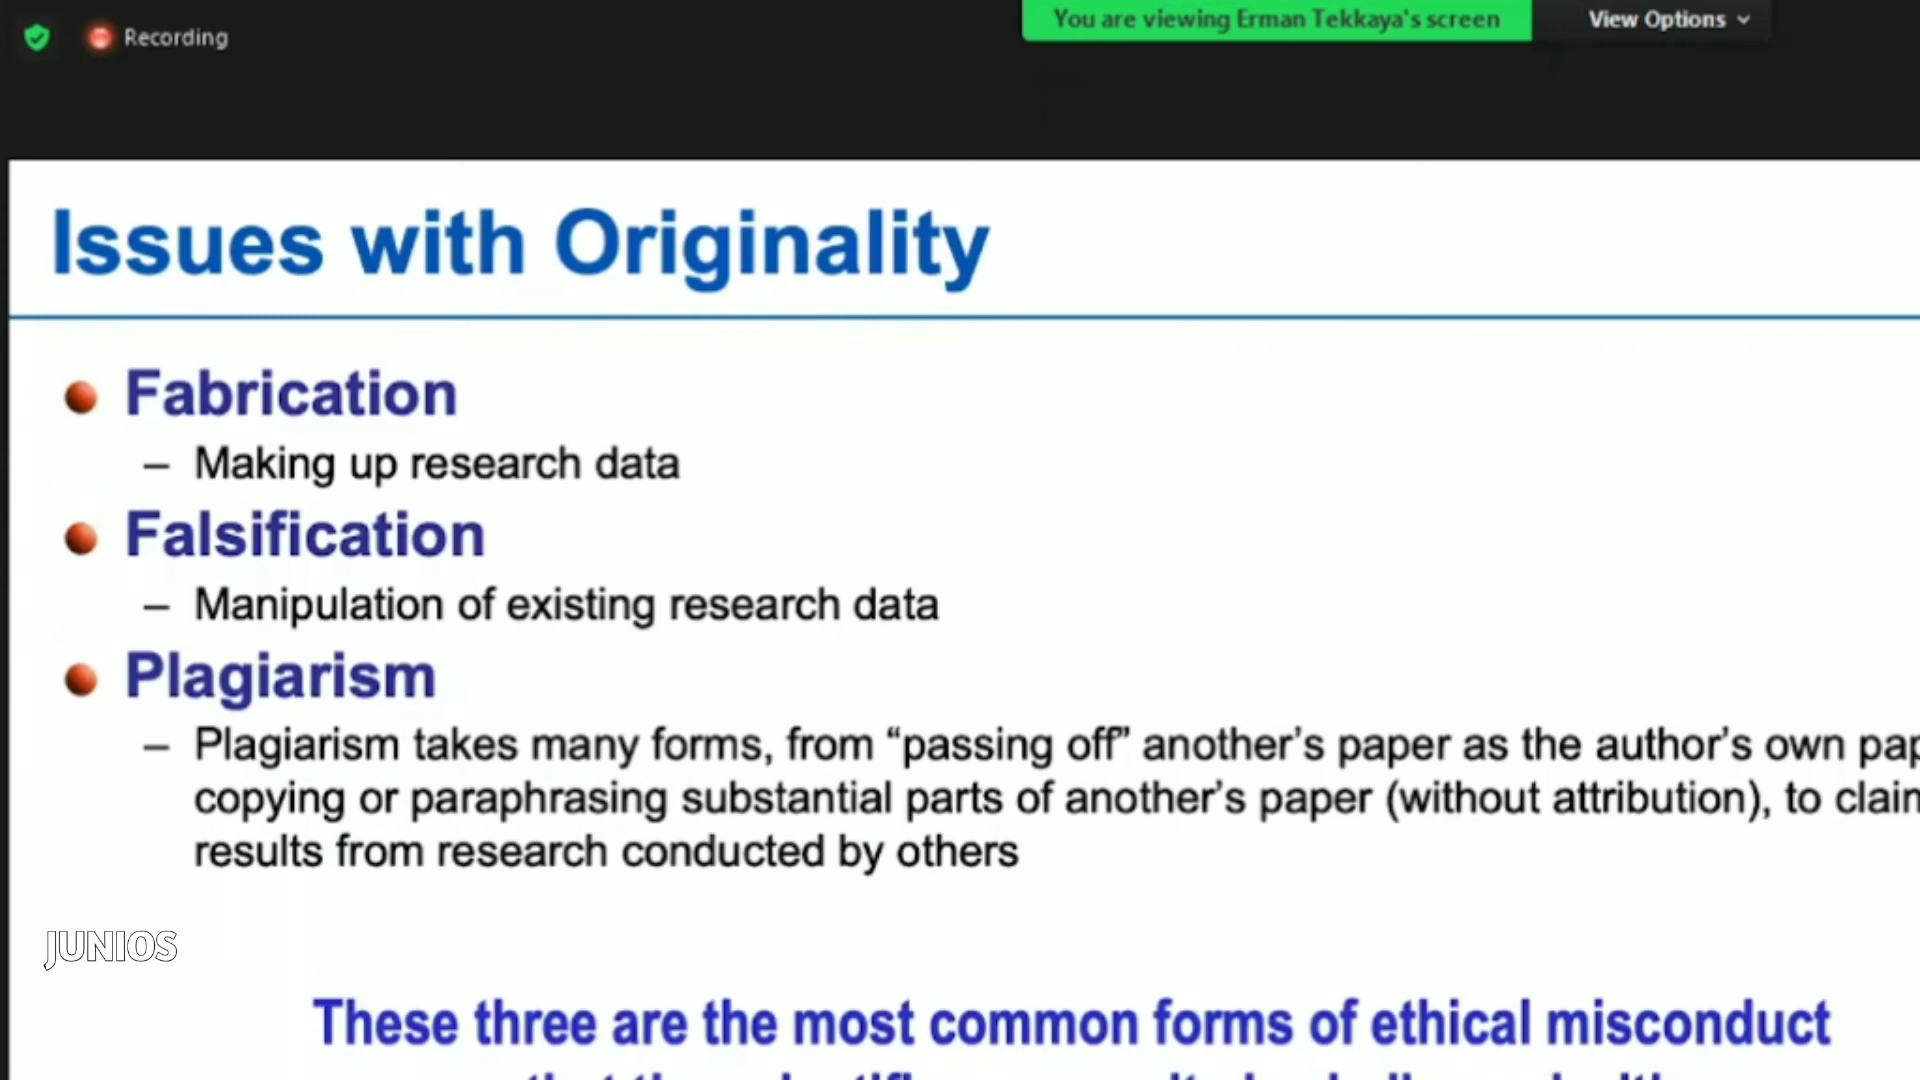 Recording
You are viewing Erman Tekkaya's screen
View Options
Issues with Originality
Fabrication
– Making up research data
Falsification
– Manipulation of existing research data
Plagiarism
– Plagiarism takes many forms, from “passing off” another’s paper as the author’s own
copying or paraphrasing substantial parts of another’s paper (without attribution), to
results from research conducted by others
JUNIOS
These three are the most common forms of ethical misconduct